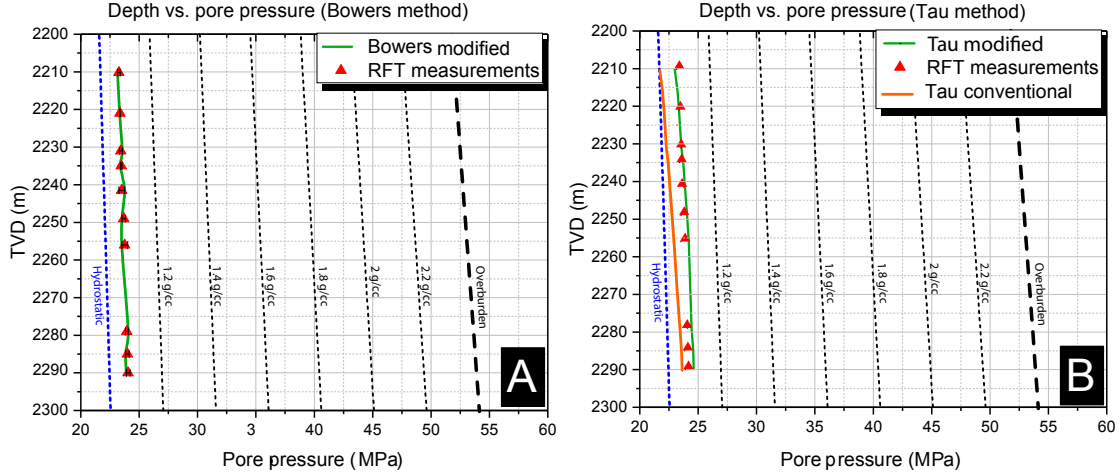 Depth vs. pore pressure (Bowers method)
Bowers modified
RFT measurements
2200
2210
2220
2230
2240
2250
2260
2270
2280
2290
2300
TVD (m)
Hydrostatic
1.2 g/cc
1.4 g/cc
1.6 g/cc
1.8 g/cc
2 g/cc
2.2 g/cc
Overburden
A
20 25 30 3 40 45 50 55 60
Pore pressure (MPa)
Depth vs. pore pressure (Tau method)
Tau modified
RFT measurements
Tau conventional
2200
2210
2220
2230
2240
2250
2260
2270
2280
2290
2300
TVD (m)
Hydrostatic
1.2 g/cc
1.4 g/cc
1.6 g/cc
1.8 g/cc
2 g/cc
2.2 g/cc
Overburden
B
20 25 30 35 40 45 50 55 60
Pore pressure (MPa)